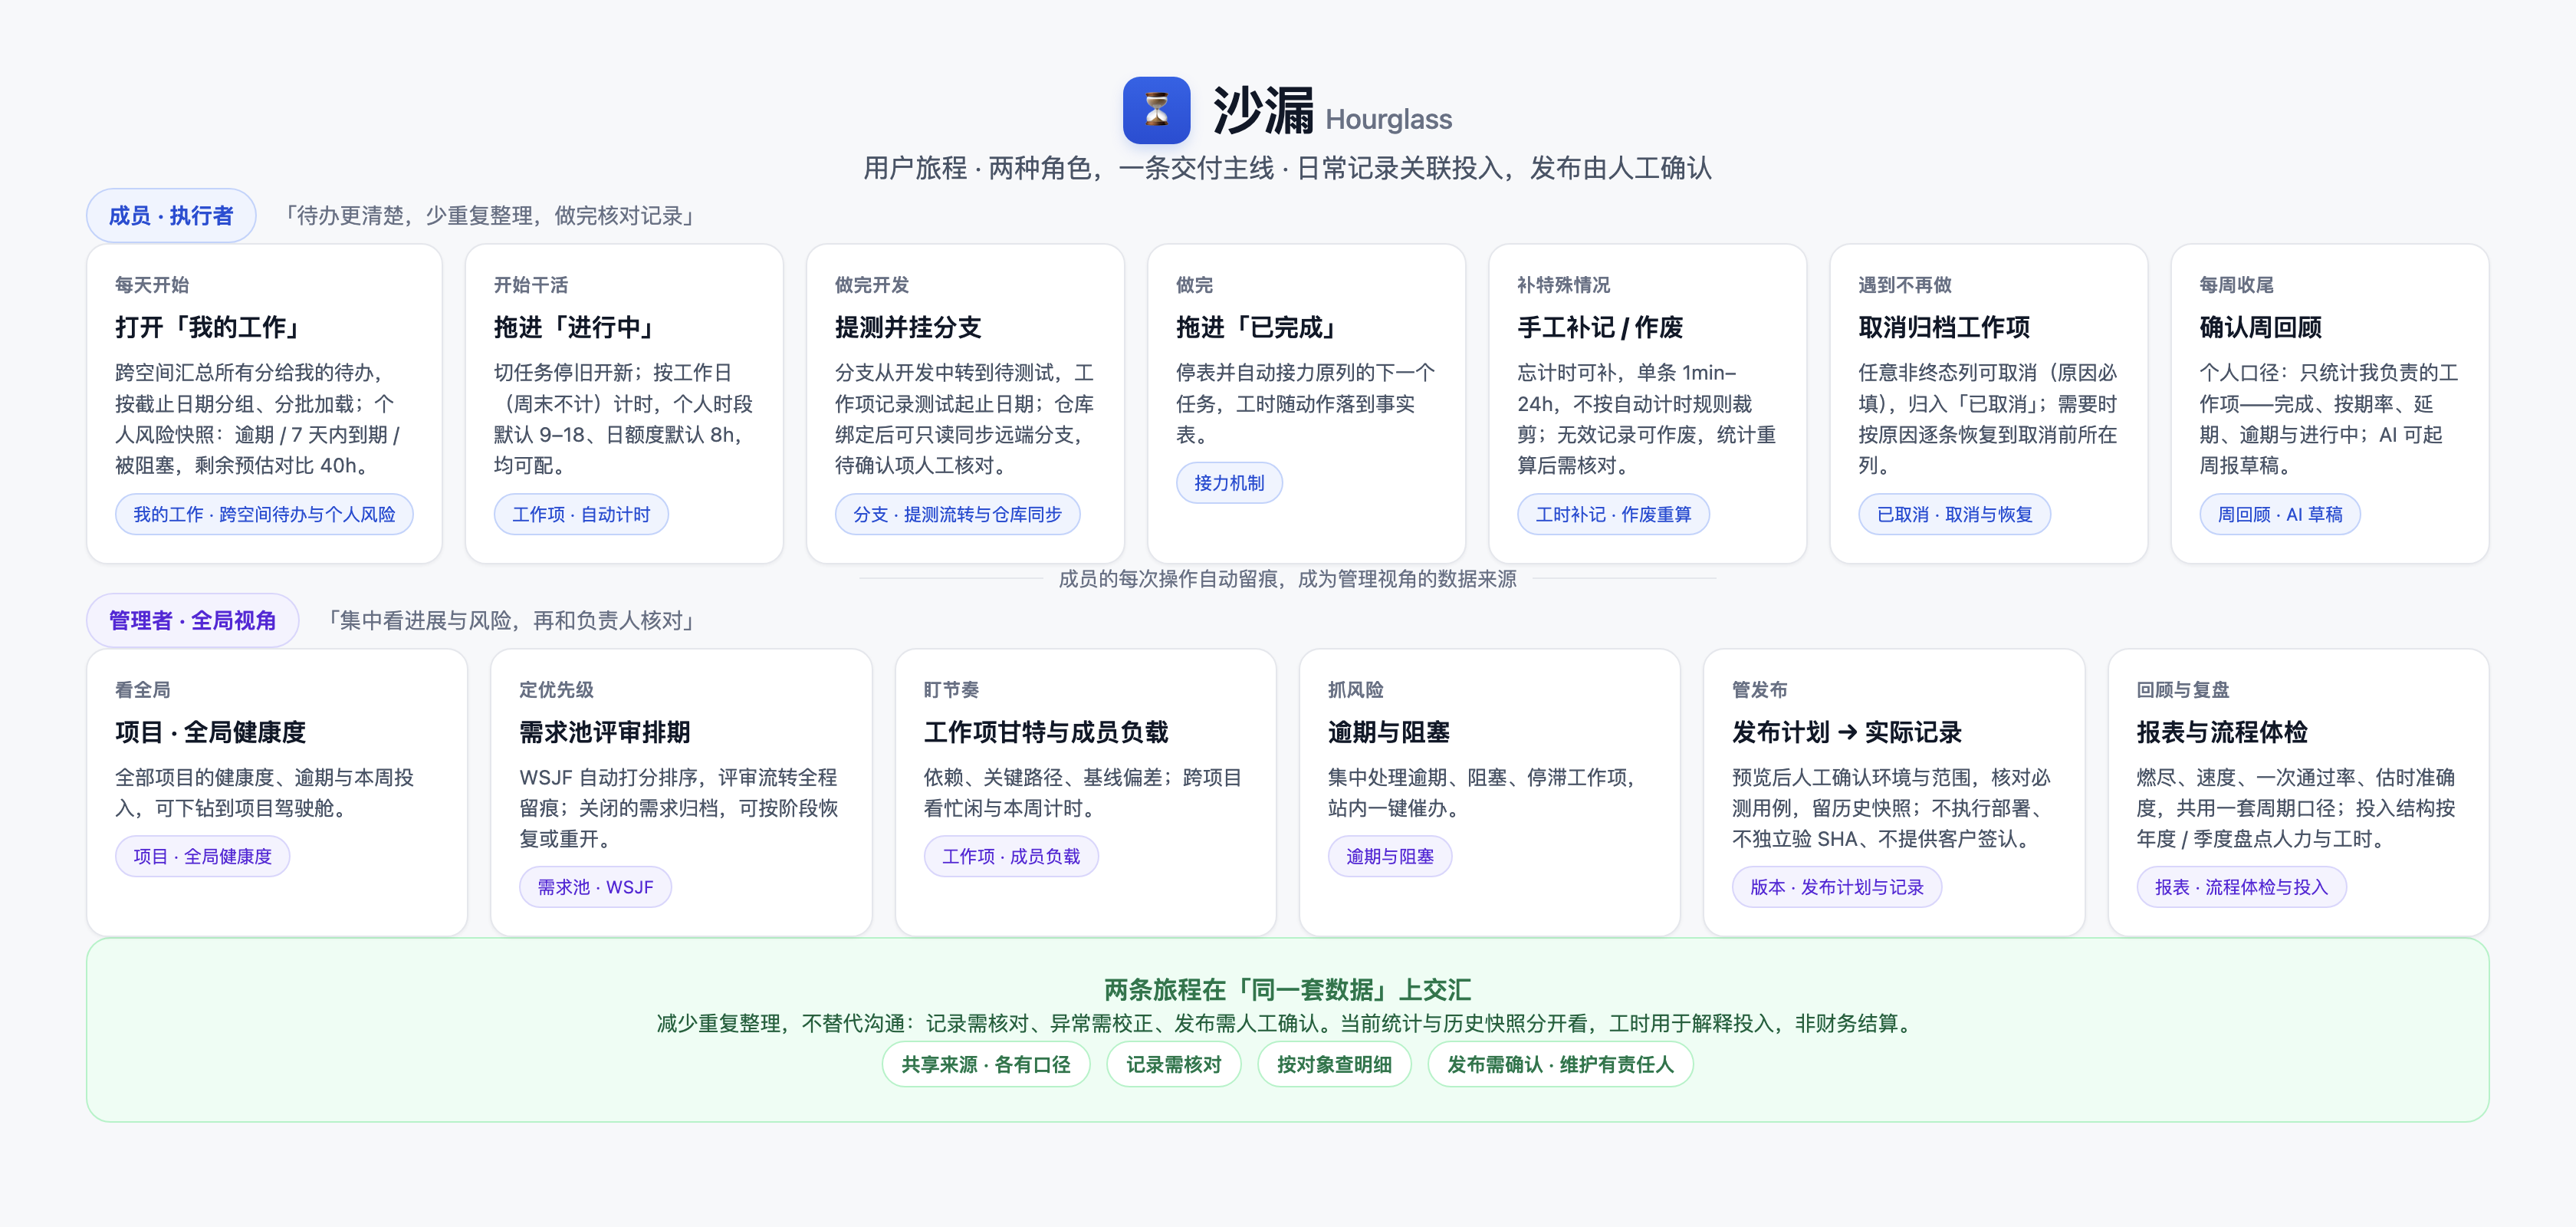 沙漏 Hourglass
用户旅程 · 两种角色，一条交付主线 · 日常记录关联投入，发布由人工确认
成员 · 执行者
「待办更清楚，少重复整理，做完核对记录」
每天开始
打开「我的工作」
跨空间汇总所有分给我的待办，
按截止日期分组、分批加载；个
人风险快照：逾期 / 7 天内到期 /
被阻塞，剩余预估对比 40h。
我的工作 · 跨空间待办与个人风险
开始干活
拖进「进行中」
切任务停旧开新；按工作日
（周末不计）计时，个人时段
默认 9–18、日额度默认 8h，
均可配。
工作项 · 自动计时
做完开发
提测并挂分支
分支从开发中转到待测试，工
作项记录测试起止日期；仓库
绑定后可只读同步远端分支，
待确认项人工核对。
分支 · 提测流转与仓库同步
做完
拖进「已完成」
停表并自动接力原列的下一个
任务，工时随动作落到事实
表。
接力机制
补特殊情况
手工补记 / 作废
忘计时可补，单条 1min–
24h，不按自动计时规则裁
剪；无效记录可作废，统计重
算后需核对。
工时补记 · 作废重算
遇到不再做
取消归档工作项
任意非终态列可取消（原因必
填），归入「已取消」；需要时
按原因逐条恢复到取消前所在
列。
已取消 · 取消与恢复
每周收尾
确认周回顾
个人口径：只统计我负责的工
作项——完成、按期率、延
期、逾期与进行中；AI 可起
周报草稿。
周回顾 · AI 草稿
成员的每次操作自动留痕，成为管理视角的数据来源
管理者 · 全局视角
「集中看进展与风险，再和负责人核对」
看全局
项目 · 全局健康度
全部项目的健康度、逾期与本周投
入，可下钻到项目驾驶舱。
项目 · 全局健康度
定优先级
需求池评审排期
WSJF 自动打分排序，评审流转全程
留痕；关闭的需求归档，可按阶段恢
复或重开。
需求池 · WSJF
盯节奏
工作项甘特与成员负载
依赖、关键路径、基线偏差；跨项目
看忙闲与本周计时。
工作项 · 成员负载
抓风险
逾期与阻塞
集中处理逾期、阻塞、停滞工作项，
站内一键催办。
逾期与阻塞
管发布
发布计划 → 实际记录
预览后人工确认环境与范围，核对必
测用例，留历史快照；不执行部署、
不独立验 SHA、不提供客户签认。
版本 · 发布计划与记录
回顾与复盘
报表与流程体检
燃尽、速度、一次通过率、估时准确
度，共用一套周期口径；投入结构按
年度 / 季度盘点人力与工时。
报表 · 流程体检与投入
两条旅程在「同一套数据」上交汇
减少重复整理，不替代沟通：记录需核对、异常需校正、发布需人工确认。当前统计与历史快照分开看，工时用于解释投入，非财务结算。
共享来源 · 各有口径
记录需核对
按对象查明细
发布需确认 · 维护有责任人